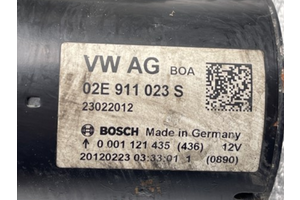 VW AG BOA
02E 911 023 S
23022012
BOSCH Made in Germany
0 001 121 435 (436) 12V
20120223 03:33:01 1 (0890)